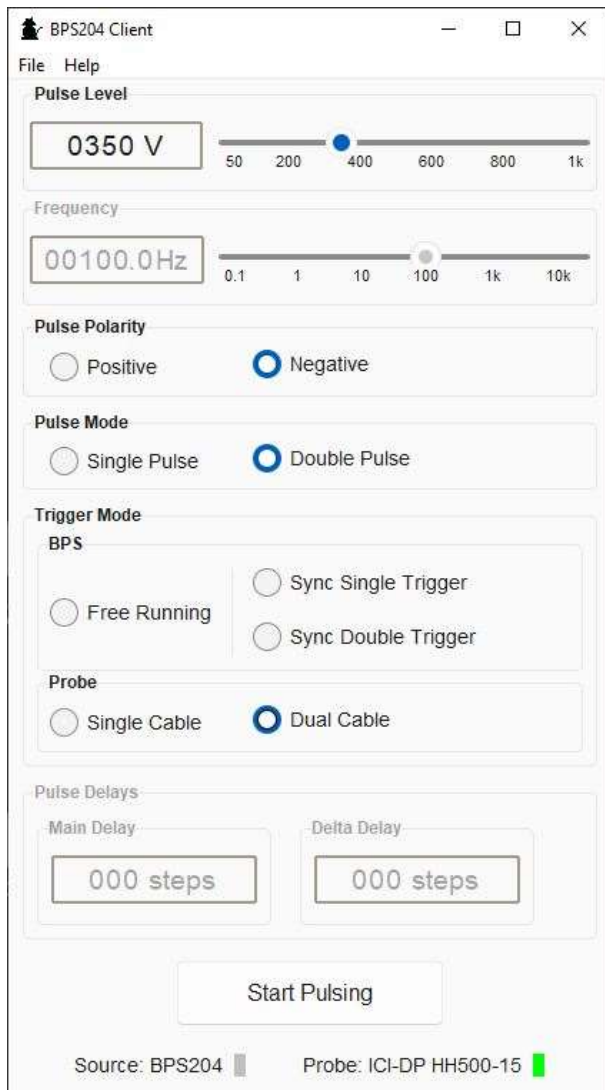 BPS204 Client
File Help
Pulse Level
0350 V
50 200 400 600 800 1k
Frequency
00100.0Hz
0.1 1 10 100 1k 10k
Pulse Polarity
Positive Negative
Pulse Mode
Single Pulse Double Pulse
Trigger Mode
BPS
Sync Single Trigger
Free Running
Sync Double Trigger
Probe
Single Cable Dual Cable
Pulse Delays
Main Delay Delta Delay
000 steps 000 steps
Start Pulsing
Source: BPS204 Probe: ICI-DP HH500-15